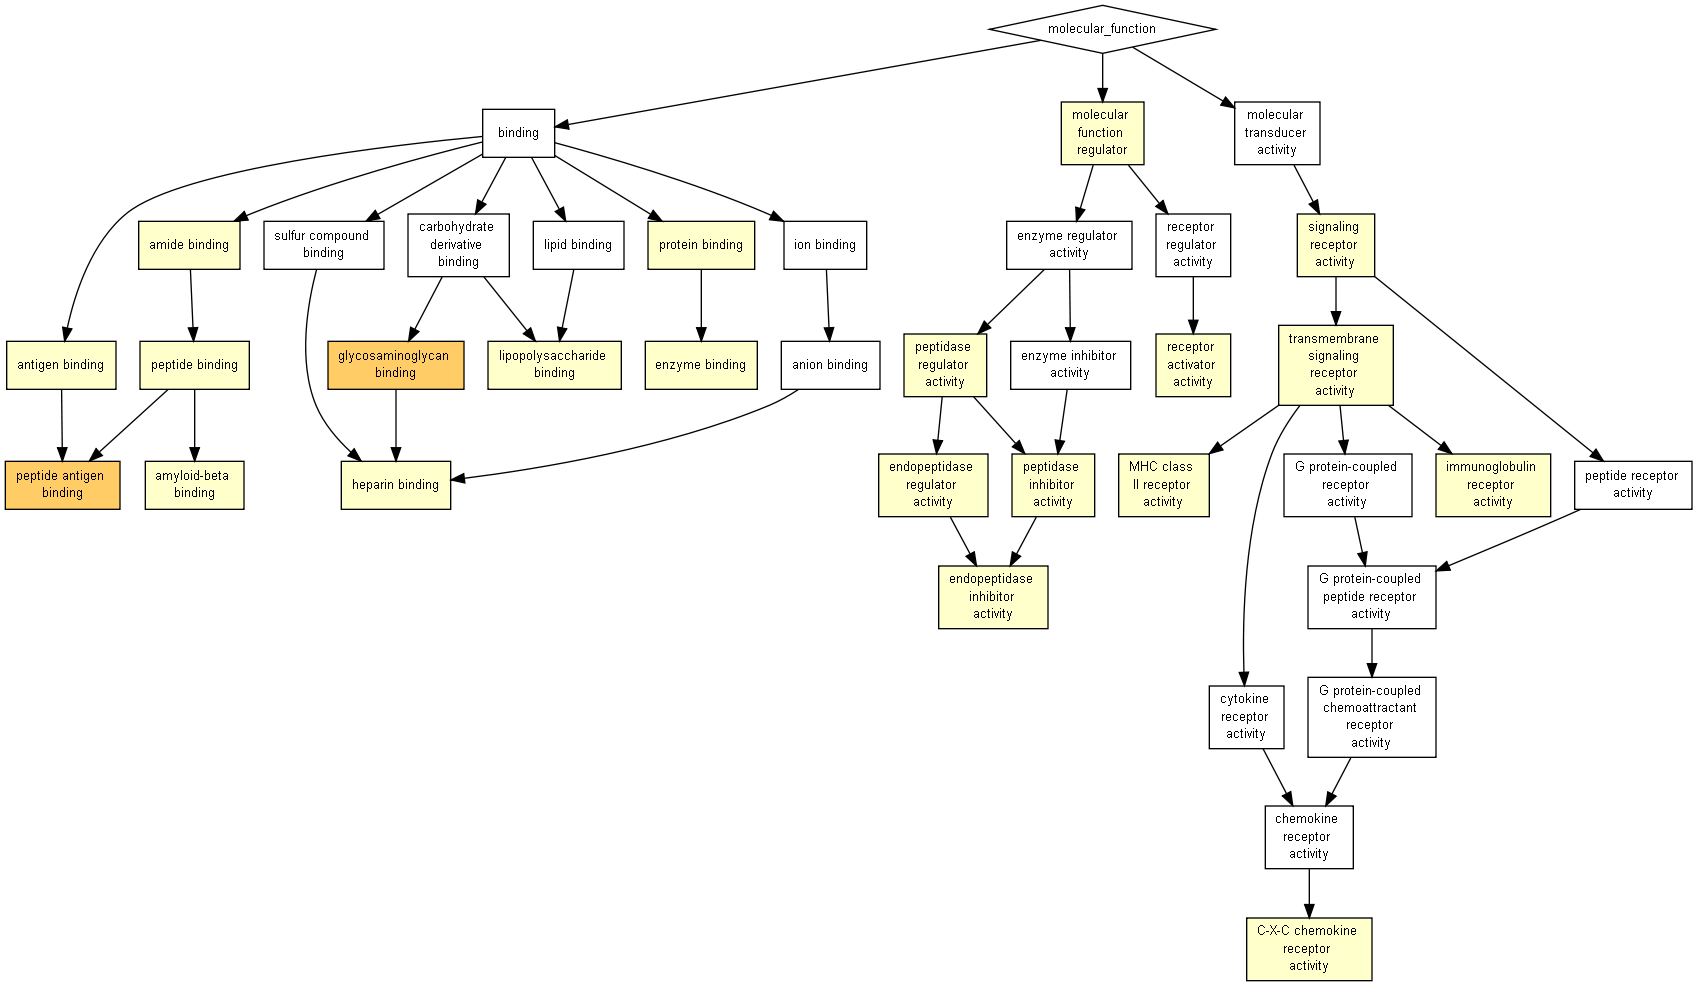 molecular_function
binding
molecular
function
regulator
molecular
transducer
activity
amide binding
sulfur compound
binding
carbohydrate
derivative
binding
lipid binding
protein binding
ion binding
enzyme regulator
activity
receptor
regulator
activity
signaling
receptor
activity
antigen binding
peptide binding
glycosaminoglycan
binding
lipopolysaccharide
binding
enzyme binding
anion binding
peptidase
regulator
activity
enzyme inhibitor
activity
receptor
activator
activity
transmembrane
signaling
receptor
activity
peptide antigen
binding
amyloid-beta
binding
heparin binding
endopeptidase
regulator
activity
peptidase
inhibitor
activity
MHC class
II receptor
activity
G protein-coupled
receptor
activity
immunoglobulin
receptor
activity
peptide receptor
activity
endopeptidase
inhibitor
activity
G protein-coupled
peptide receptor
activity
cytokine
receptor
activity
G protein-coupled
chemoattractant
receptor
activity
chemokine
receptor
activity
C-X-C chemokine
receptor
activity